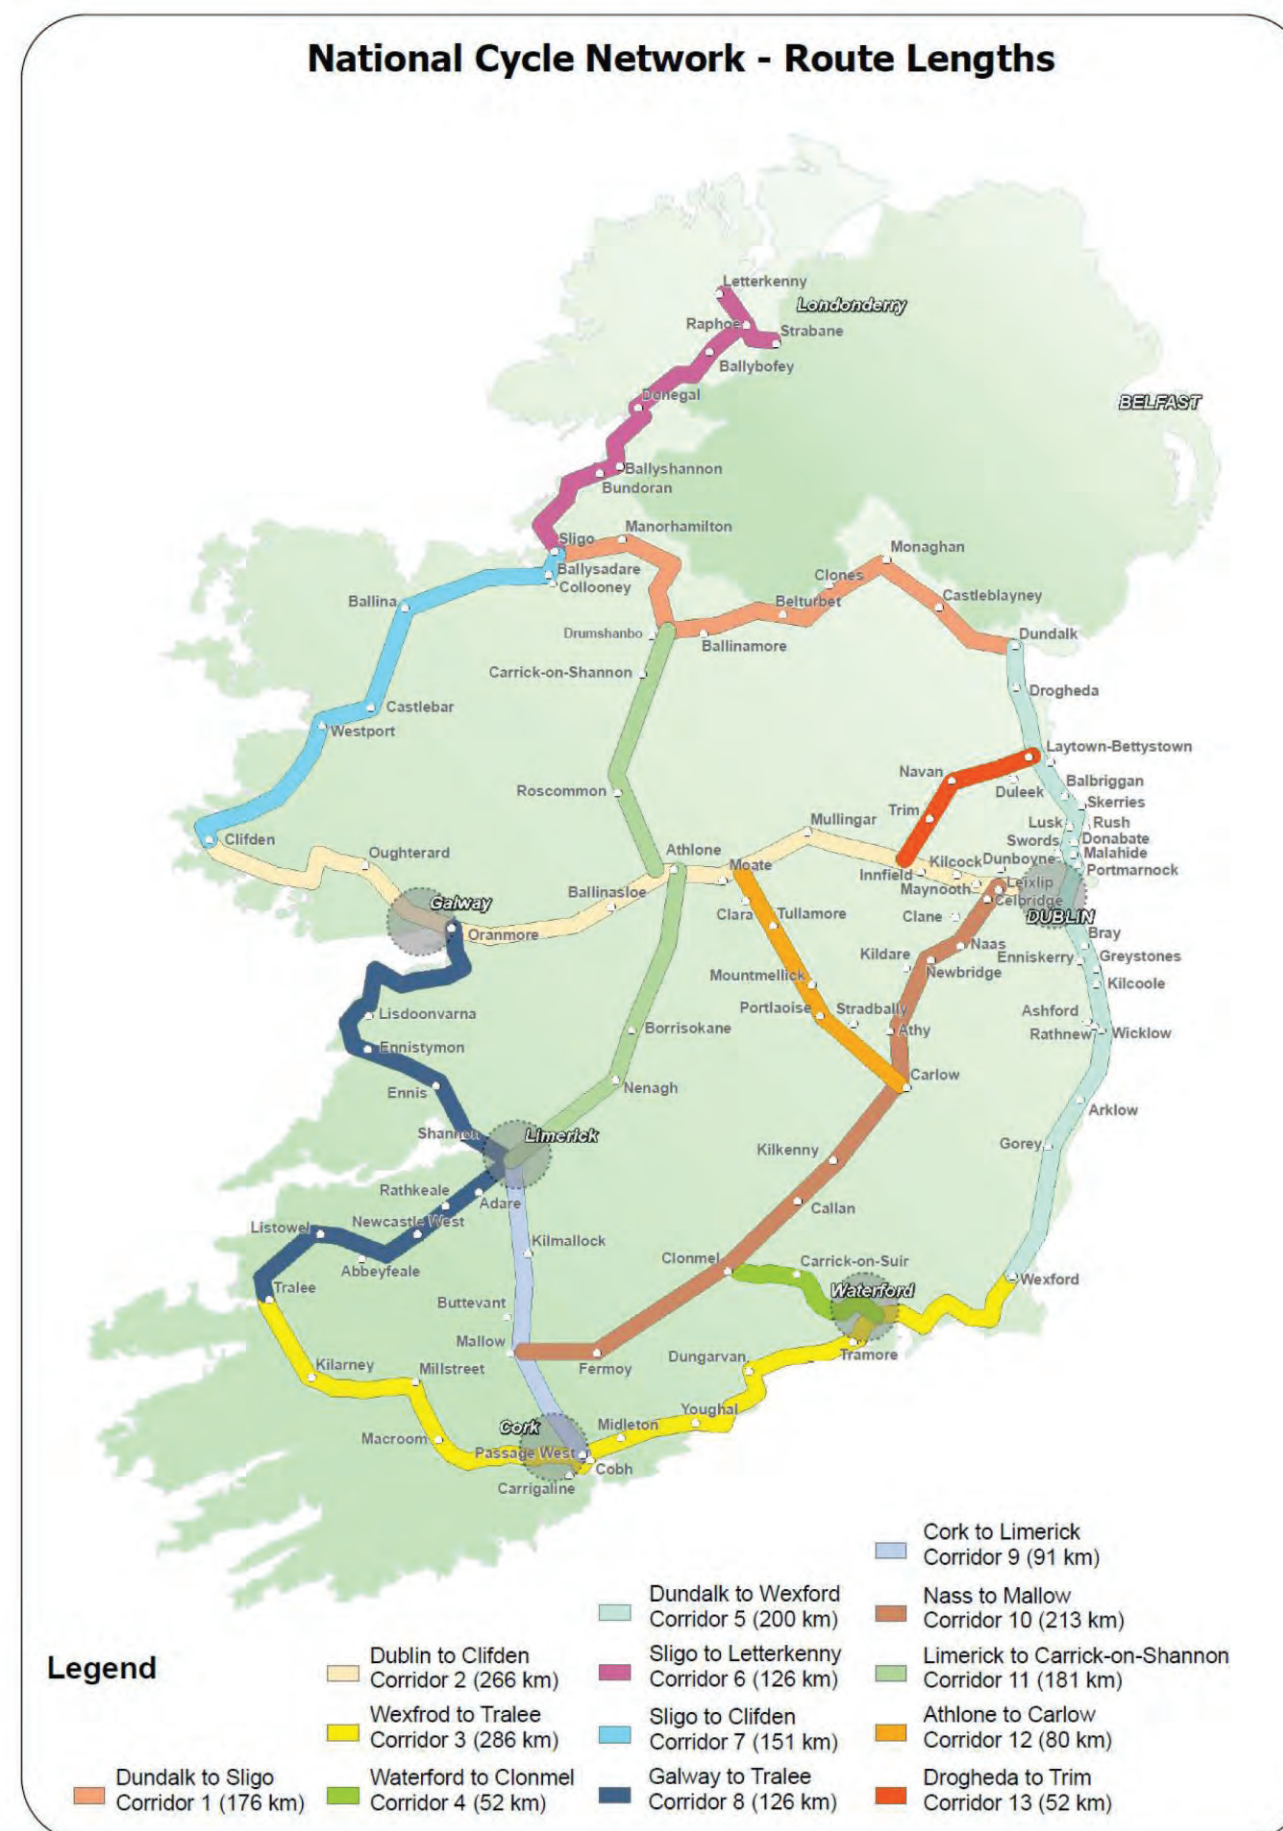 National Cycle Network - Route Lengths
Letterkenny
Londonderry
Raphoe
Strabane
Ballybofey
Donegal
BELFAST
Ballyshannon
Bundoran
Manorhamilton
Sligo
Monaghan
Ballysadare
Clones
Collooney
Ballina
Belturbet
Castleblayney
Drumshanbo
Ballinamore
Dundalk
Carrick-on-Shannon
Drogheda
Castlebar
Westport
Laytown-Bettystown
Navan
Duleek
Balbriggan
Roscommon
Skerries
Trim
Mullingar
Lusk
Rush
Clifden
Swords
Donabate
Oughterard
Athlone
Moate
Kilcock
Dunboyne
Malahide
Innfield
Portmarnock
Ballinasloe
Maynooth
Leixlip
Galway
Celbridge
Clara
Tullamore
Clane
DUBLIN
Oranmore
Naas
Bray
Kildare
Enniskerry
Greystones
Newbridge
Mountmellick
Kilcoole
Lisdoonvarna
Portlaoise
Stradbally
Ashford
Borrisokane
Athy
Rathnew
Wicklow
Ennistymon
Ennis
Nenagh
Carlow
Arklow
Shannon
Limerick
Gorey
Kilkenny
Rathkeale
Adare
Callan
Listowel
Newcastle West
Kilmallock
Abbeyfeale
Clonmel
Carrick-on-Suir
Tralee
Wexford
Waterford
Buttevant
Mallow
Tramore
Kilarney
Millstreet
Fermoy
Dungarvan
Youghal
Cork
Midleton
Macroom
Passage West
Cobh
Carrigaline
Legend
Dundalk to Sligo
Corridor 1 (176 km)
Dublin to Clifden
Corridor 2 (266 km)
Wexfrod to Tralee
Corridor 3 (286 km)
Waterford to Clonmel
Corridor 4 (52 km)
Dundalk to Wexford
Corridor 5 (200 km)
Sligo to Letterkenny
Corridor 6 (126 km)
Sligo to Clifden
Corridor 7 (151 km)
Galway to Tralee
Corridor 8 (126 km)
Cork to Limerick
Corridor 9 (91 km)
Nass to Mallow
Corridor 10 (213 km)
Limerick to Carrick-on-Shannon
Corridor 11 (181 km)
Athlone to Carlow
Corridor 12 (80 km)
Drogheda to Trim
Corridor 13 (52 km)